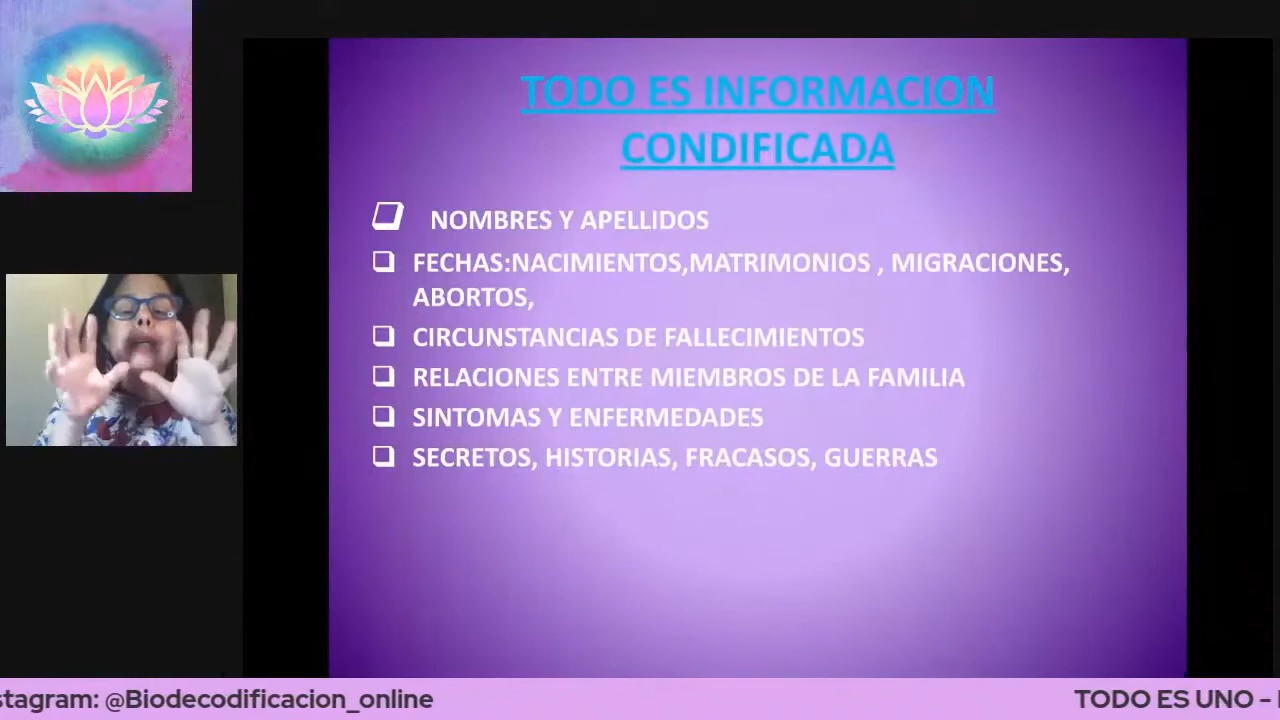 TODO ES INFORMACION
CONDIFICADA
NOMBRES Y APELLIDOS
FECHAS:NACIMIENTOS,MATRIMONIOS , MIGRACIONES,
ABORTOS,
CIRCUNSTANCIAS DE FALLECIMIENTOS
RELACIONES ENTRE MIEMBROS DE LA FAMILIA
SINTOMAS Y ENFERMEDADES
SECRETOS, HISTORIAS, FRACASOS, GUERRAS
stagram: @Biodecodificacion_online
TODO ES UNO -